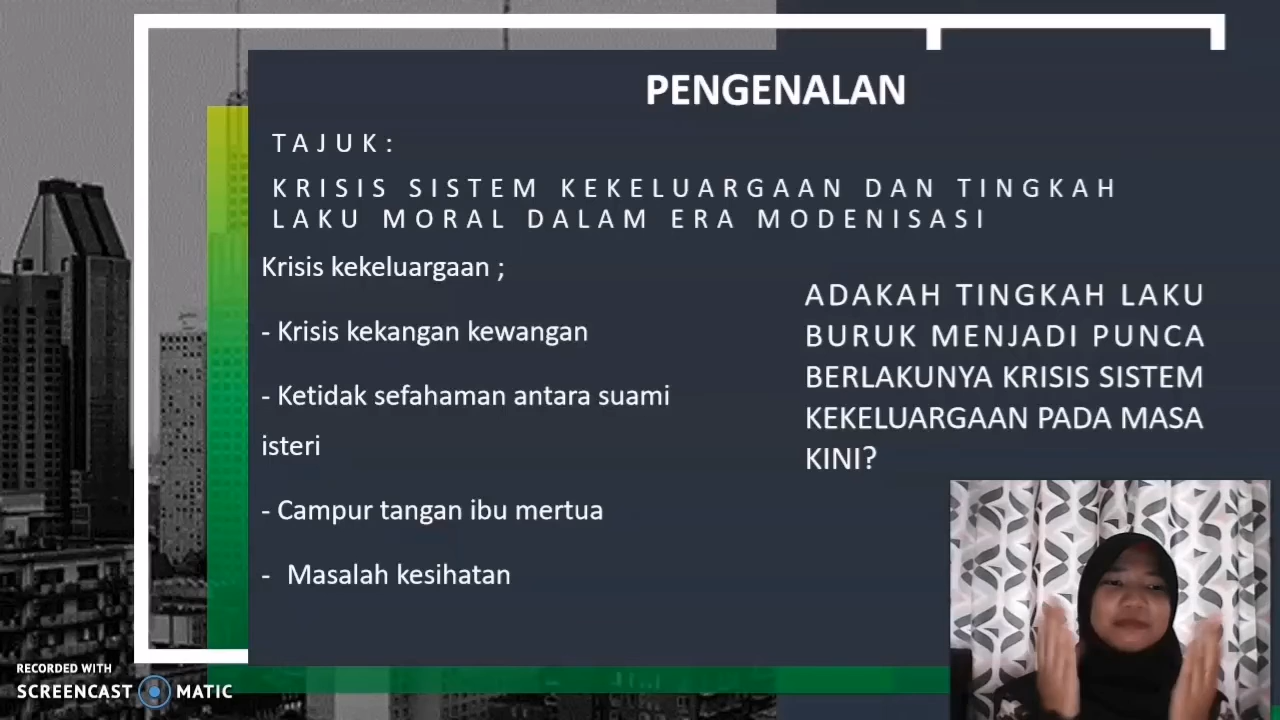 PENGENALAN
TAJUK:
KRISIS SISTEM KEKELUARGAAN DAN TINGKAH
LAKU MORAL DALAM ERA MODENISASI
Krisis kekeluargaan ;
- Krisis kekangan kewangan
- Ketidak sefahaman antara suami
isteri
- Campur tangan ibu mertua
- Masalah kesihatan
ADAKAH TINGKAH LAKU
BURUK MENJADI PUNCA
BERLAKUNYA KRISIS SISTEM
KEKELUARGAAN PADA MASA
KINI?
RECORDED WITH
SCREENCAST MATIC